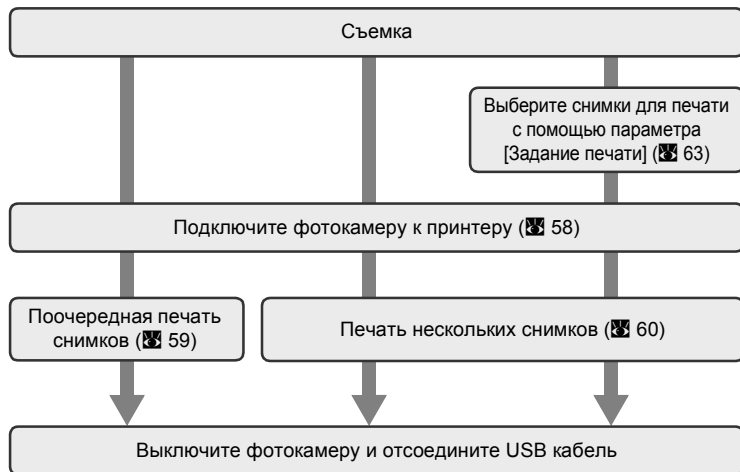 Съемка
Выберите снимки для печати
с помощью параметра
[Задание печати] (63)
Подключите фотокамеру к принтеру (58)
Поочередная печать
снимков (59)
Печать нескольких снимков (60)
Выключите фотокамеру и отсоедините USB кабель